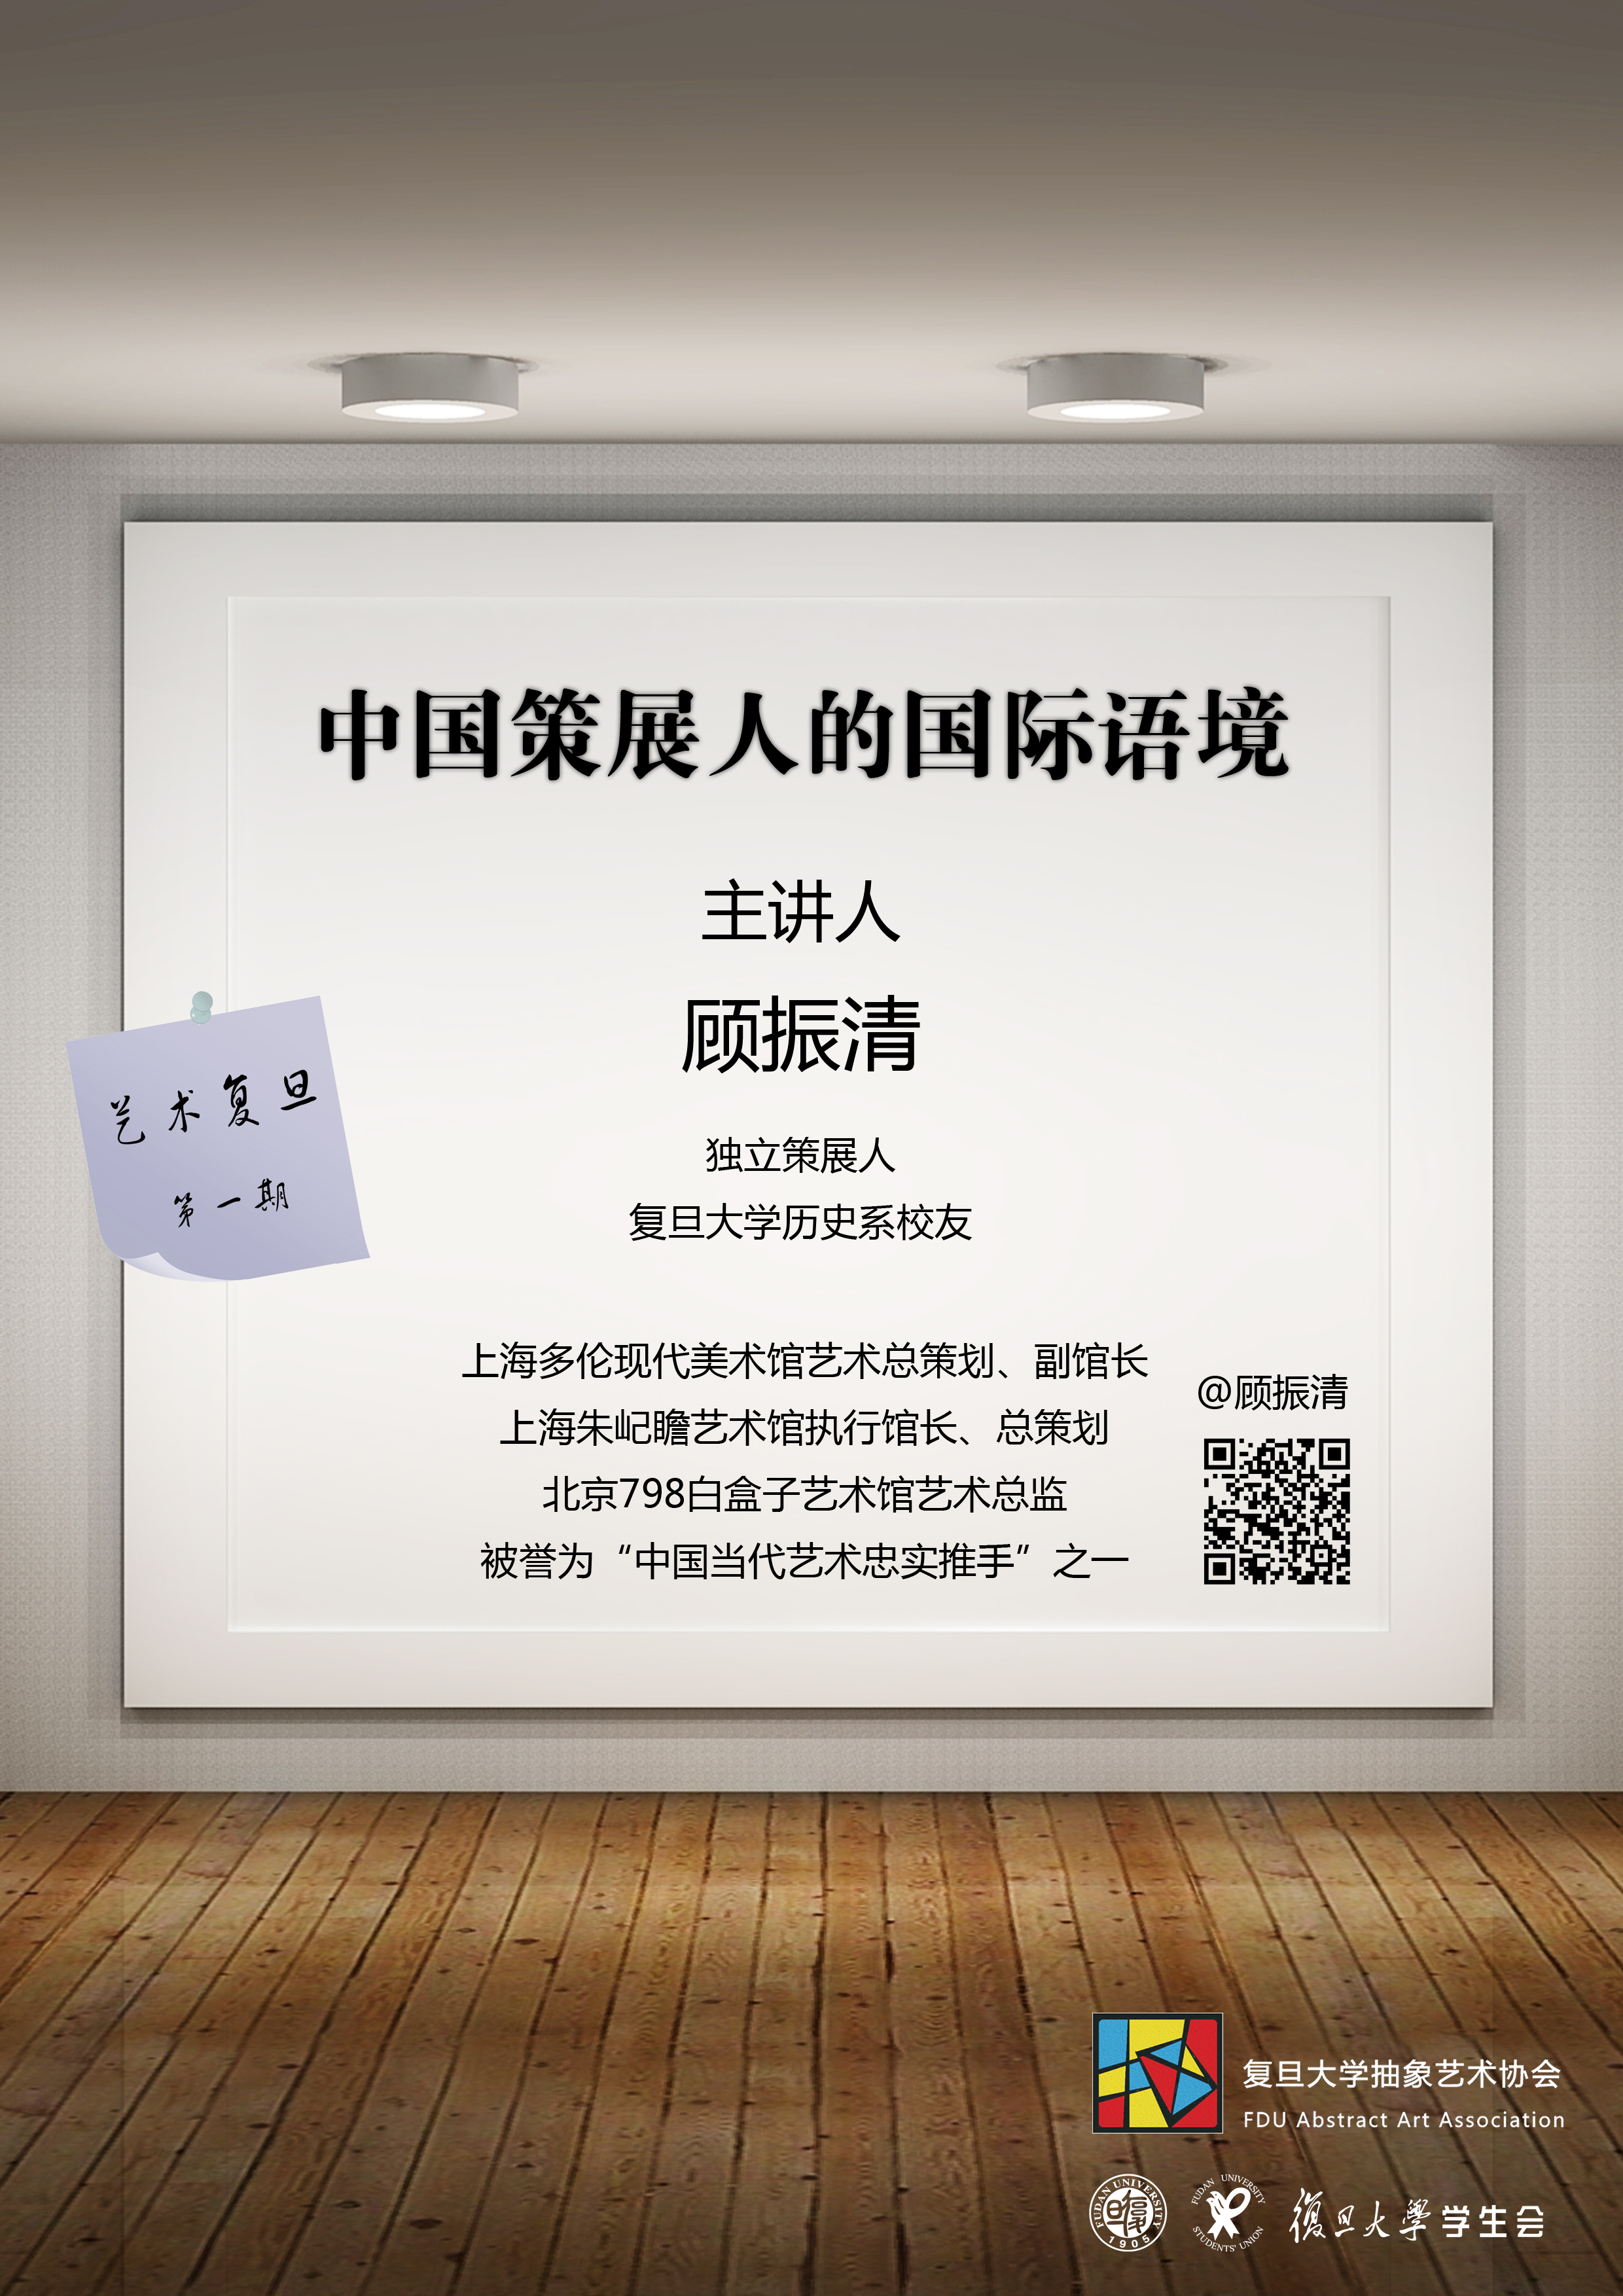 中国策展人的国际语境
主讲人
顾振清
艺术复旦
第一期
独立策展人
复旦大学历史系校友
上海多伦现代美术馆艺术总策划、副馆长
上海朱屺瞻艺术馆执行馆长、总策划
北京798白盒子艺术馆艺术总监
被誉为“中国当代艺术忠实推手”之一
@顾振清
复旦大学抽象艺术协会
FDU Abstract Art Association
FUDAN UNIVERSITY
復旦
1905
FUDAN UNIVERSITY
STUDENTS' UNION
復旦大學学生会